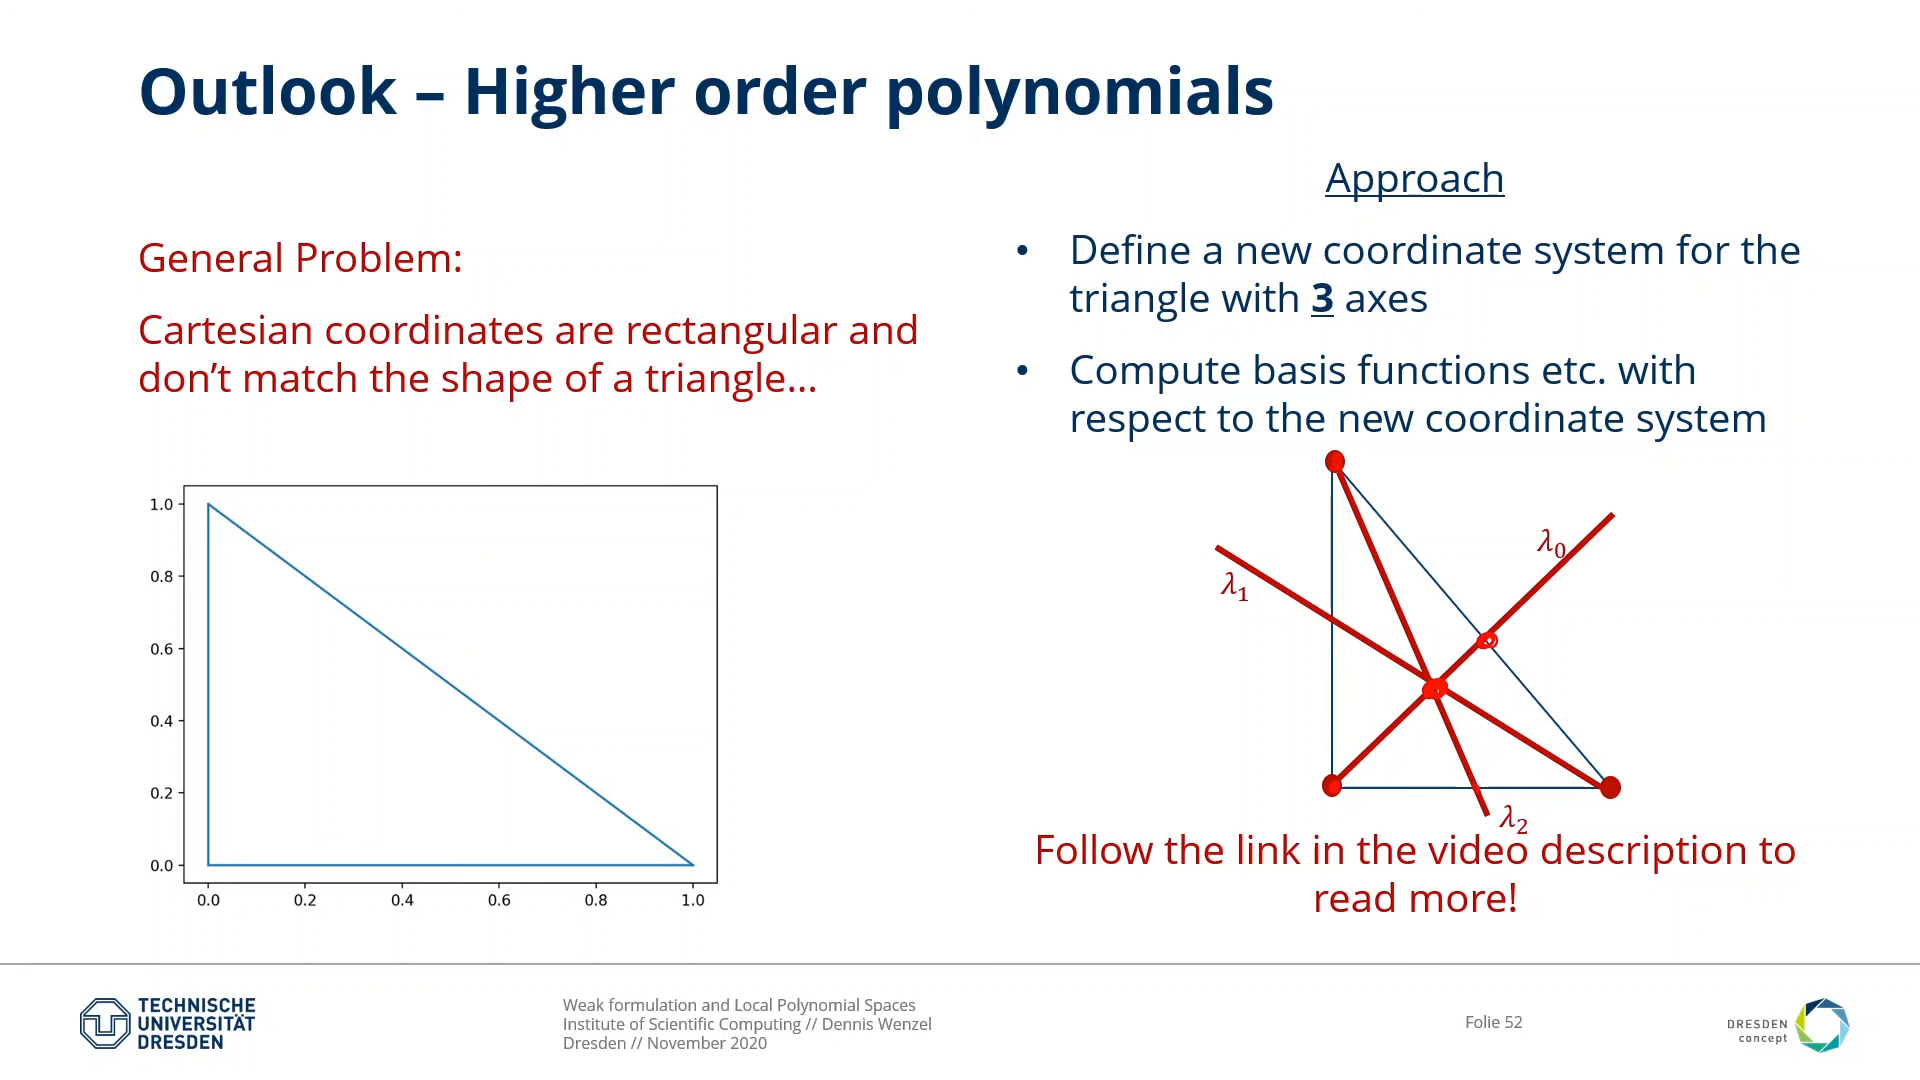 Outlook – Higher order polynomials
General Problem:
Cartesian coordinates are rectangular and
don’t match the shape of a triangle…
1.0
0.8
0.6
0.4
0.2
0.0
0.0 0.2 0.4 0.6 0.8 1.0
Approach
• Define a new coordinate system for the
triangle with 3 axes
• Compute basis functions etc. with
respect to the new coordinate system
λ₀
λ₁
λ₂
Follow the link in the video description to
read more!
TECHNISCHE
UNIVERSITÄT
DRESDEN
Weak formulation and Local Polynomial Spaces
Institute of Scientific Computing // Dennis Wenzel
Dresden // November 2020
Folie 52
DRESDEN
concept